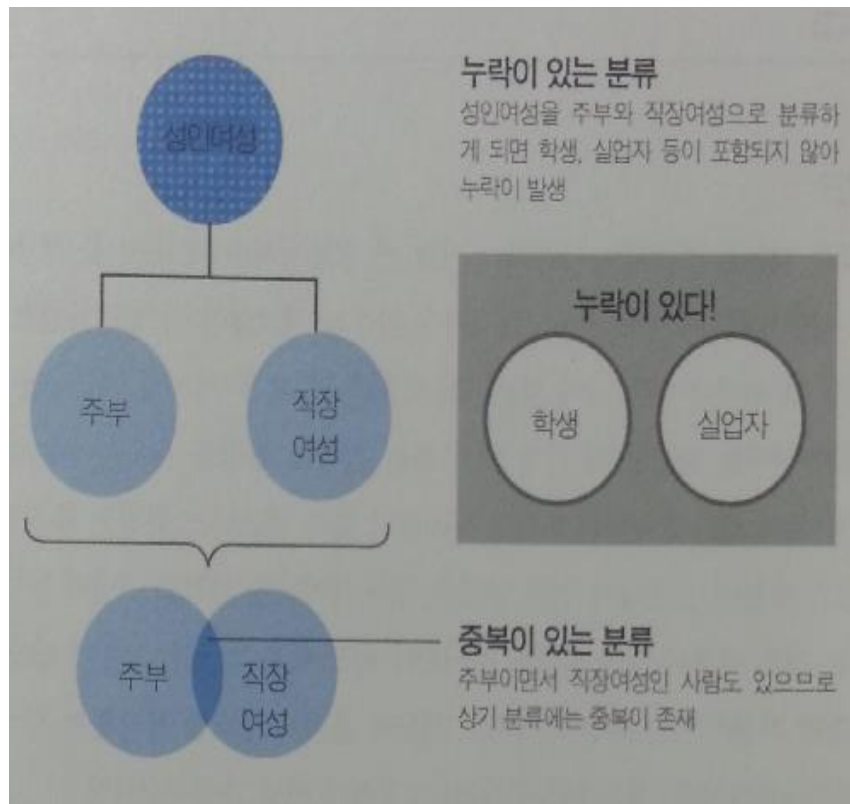 성인여성
누락이 있는 분류
성인여성을 주부와 직장여성으로 분류하
게 되면 학생, 실업자 등이 포함되지 않아
누락이 발생
주부
직장
여성
누락이 있다!
학생
실업자
주부
직장
여성
중복이 있는 분류
주부이면서 직장여성인 사람도 있으므로
상기 분류에는 중복이 존재